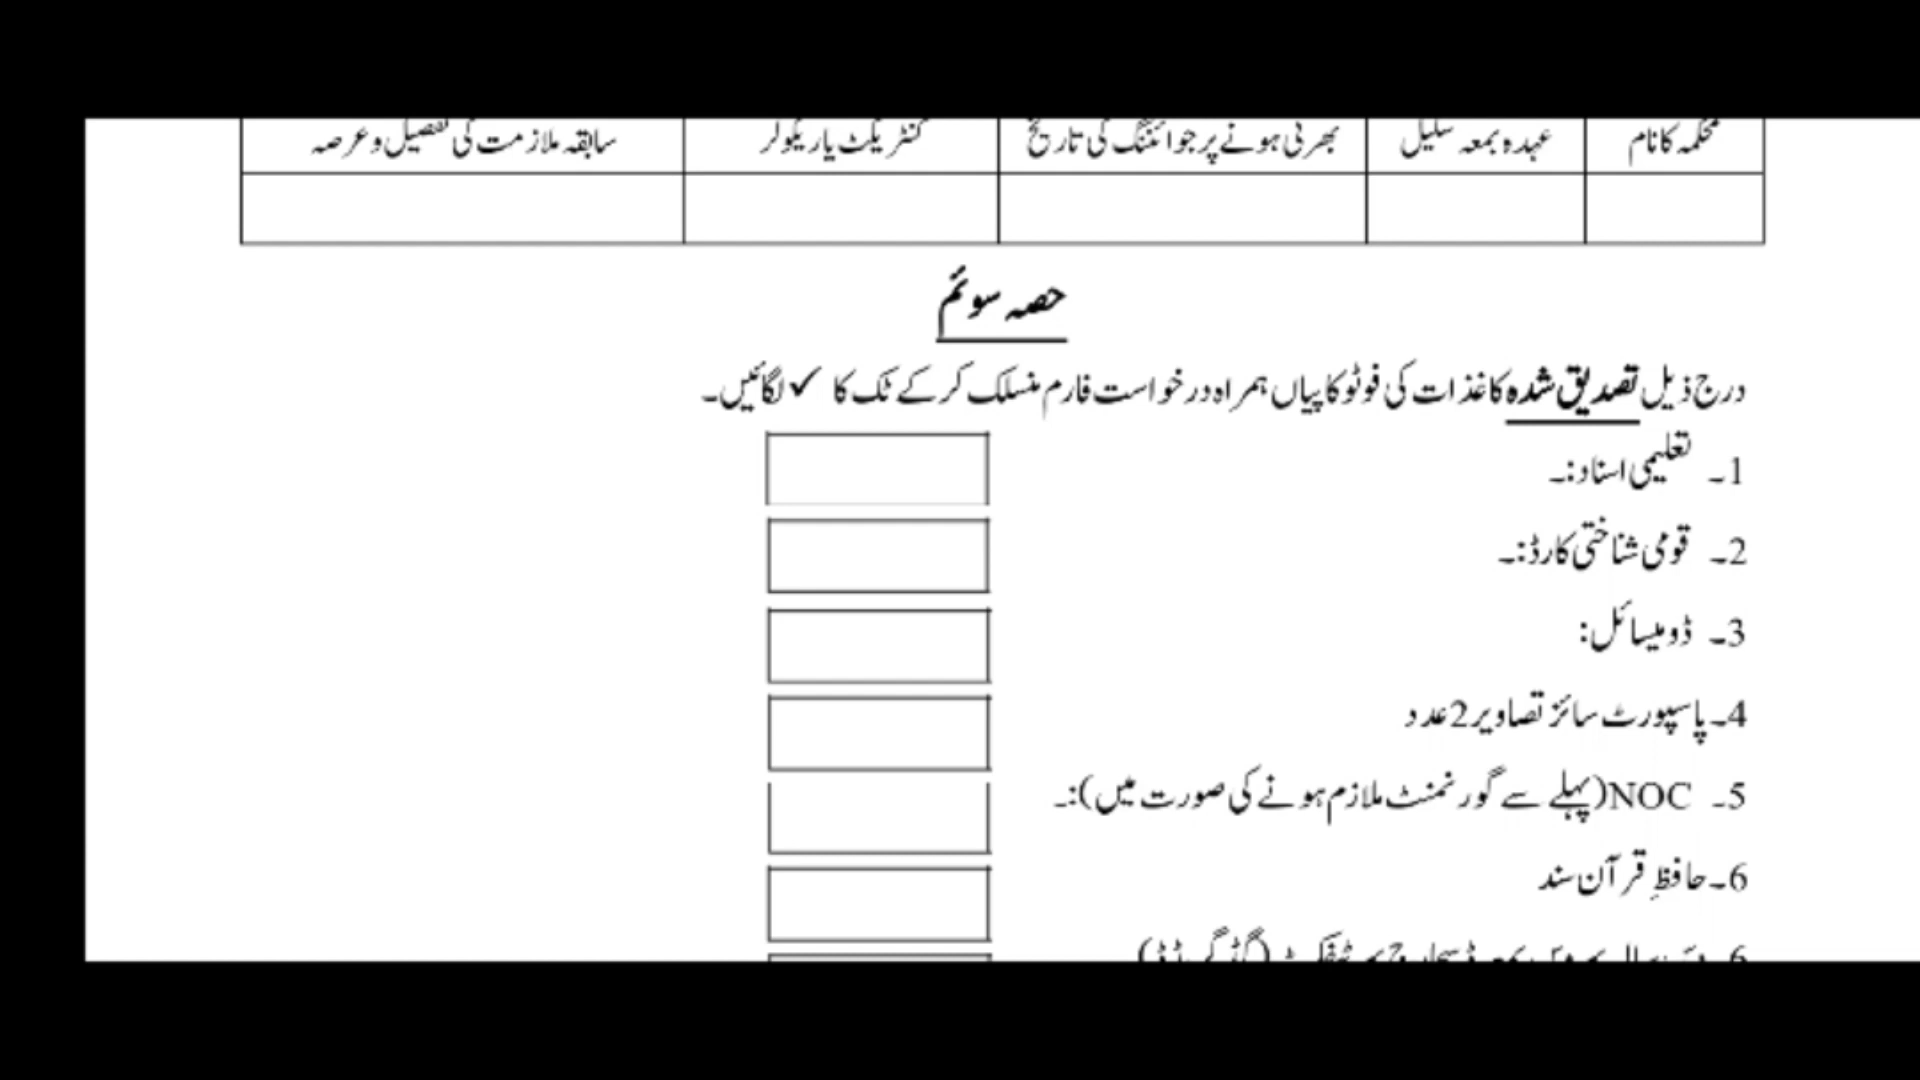 محکمہ کا نام عہدہ بمعہ سکیل بھرتی ہونے پر جوائننگ کی تاریخ کنٹریکٹ یا ریگولر سابقہ ملازمت کی تفصیل و عرصہ
حصہ سوئم
درج ذیل تصدیق شدہ کاغذات کی فوٹو کاپیاں ہمراہ درخواست فارم منسلک کر کے ٹک کا ✓ لگائیں۔
1۔ تعلیمی اسناد:۔
2۔ قومی شناختی کارڈ:۔
3۔ ڈومیسائل:
4۔ پاسپورٹ سائز تصاویر 2 عدد
5۔ NOC (پہلے سے گورنمنٹ ملازم ہونے کی صورت میں):۔
6۔ حافظِ قرآن سند